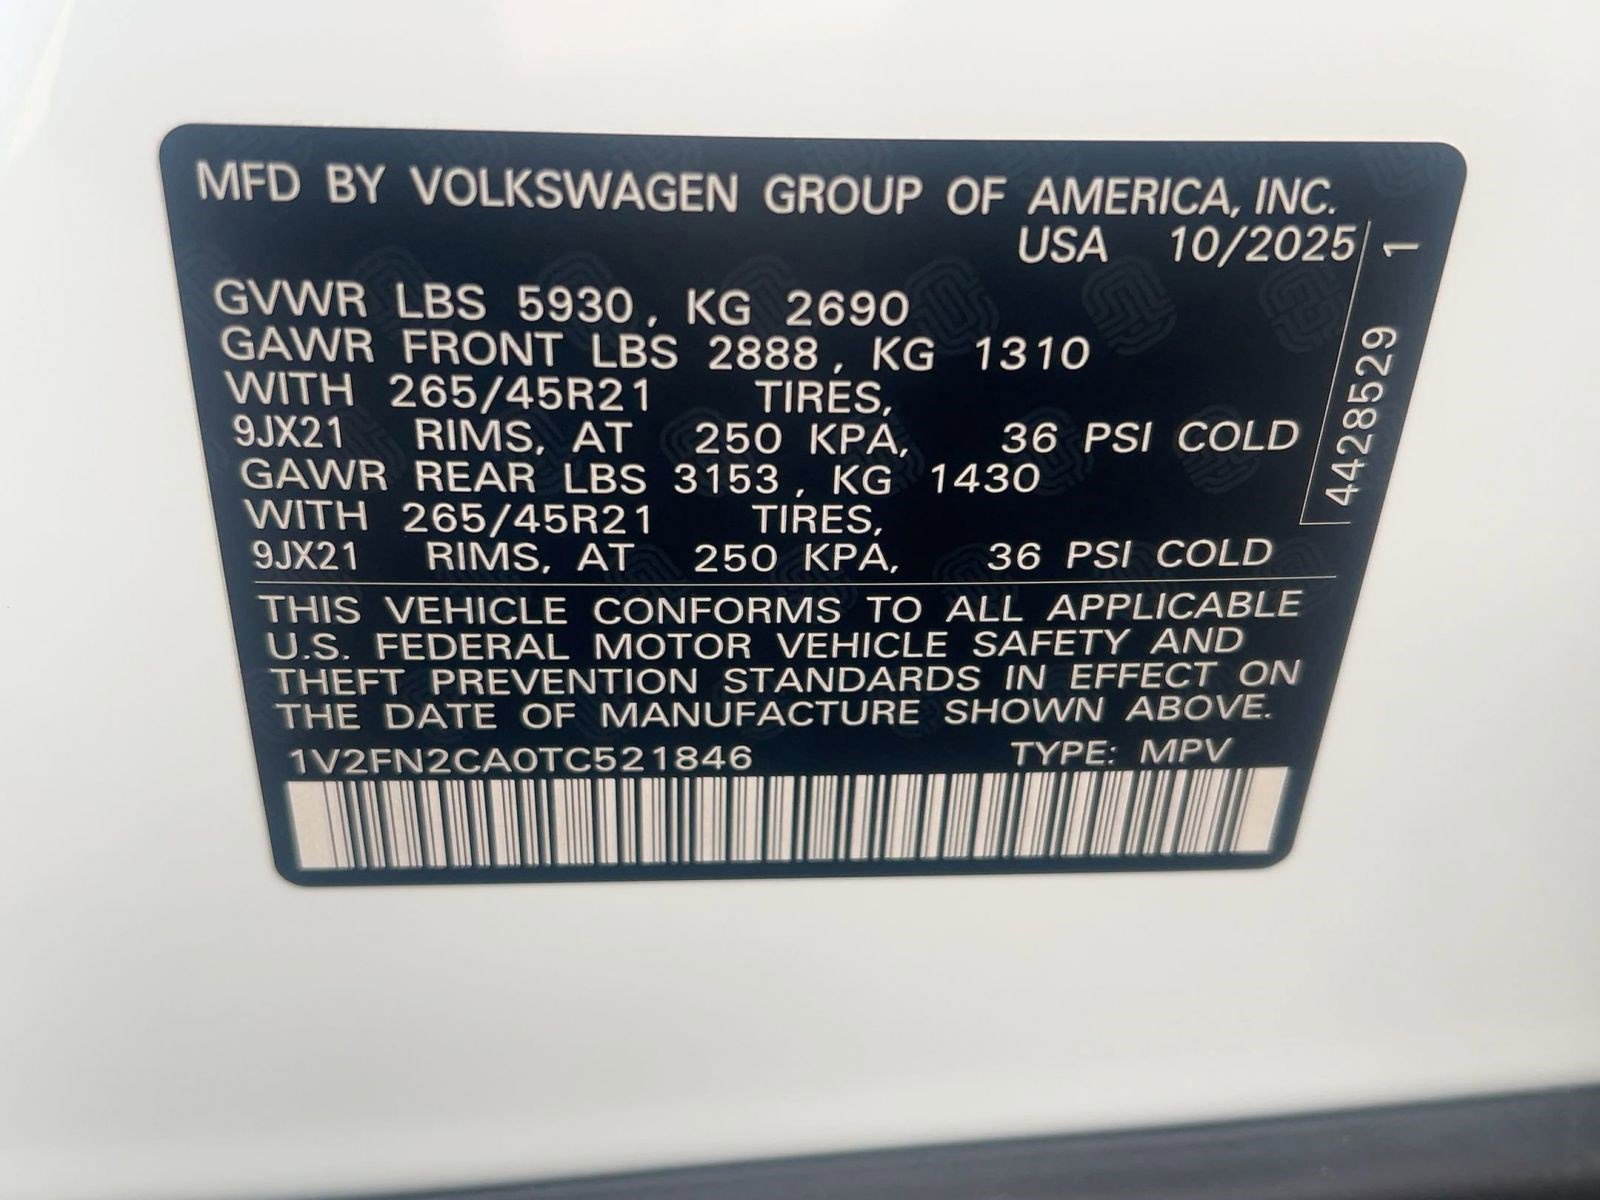 MFD BY VOLKSWAGEN GROUP OF AMERICA, INC.
USA 10/2025
GVWR LBS 5930, KG 2690
GAWR FRONT LBS 2888, KG 1310
WITH 265/45R21 TIRES,
9JX21 RIMS, AT 250 KPA, 36 PSI COLD
GAWR REAR LBS 3153, KG 1430
WITH 265/45R21 TIRES,
9JX21 RIMS, AT 250 KPA, 36 PSI COLD
THIS VEHICLE CONFORMS TO ALL APPLICABLE
U.S. FEDERAL MOTOR VEHICLE SAFETY AND
THEFT PREVENTION STANDARDS IN EFFECT ON
THE DATE OF MANUFACTURE SHOWN ABOVE.
1V2FN2CA0TC521846 TYPE: MPV
4428529 1